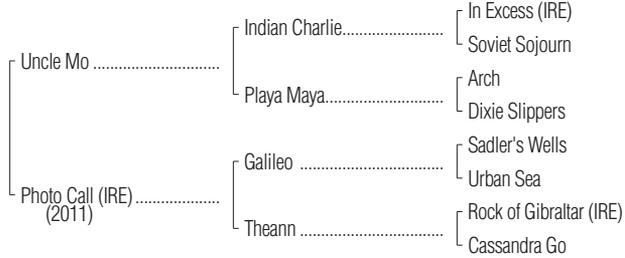 In Excess (IRE)
Indian Charlie..........................
Soviet Sojourn
Uncle Mo ..............................
Arch
Playa Maya..............................
Dixie Slippers
Sadler's Wells
Galileo ..................................
Urban Sea
Photo Call (IRE)....................
(2011)
Rock of Gibraltar (IRE)
Theann ..................................
Cassandra Go